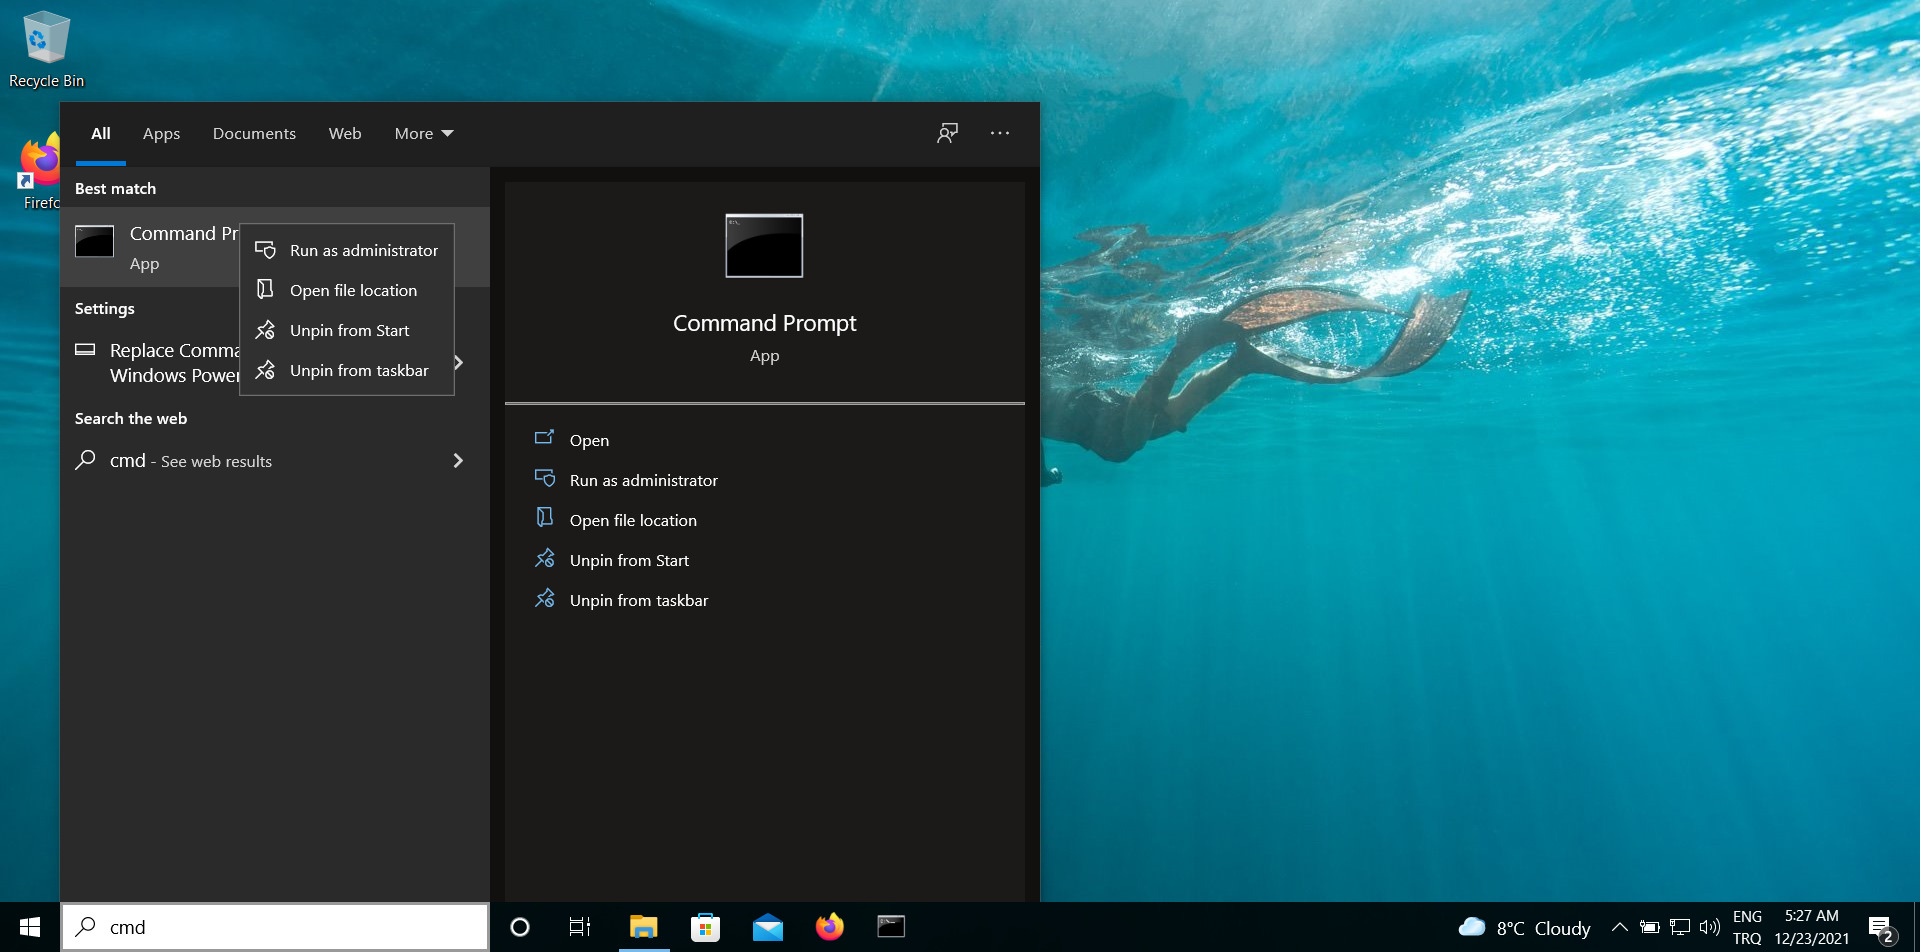 Recycle Bin
Firefo
All Apps Documents Web More
Best match
Command Pr
App
Run as administrator
Open file location
Unpin from Start
Unpin from taskbar
Settings
Replace Comma
Windows Power
Search the web
cmd - See web results
Command Prompt
App
Open
Run as administrator
Open file location
Unpin from Start
Unpin from taskbar
cmd
8°C Cloudy
ENG
TRQ
5:27 AM
12/23/2021
2